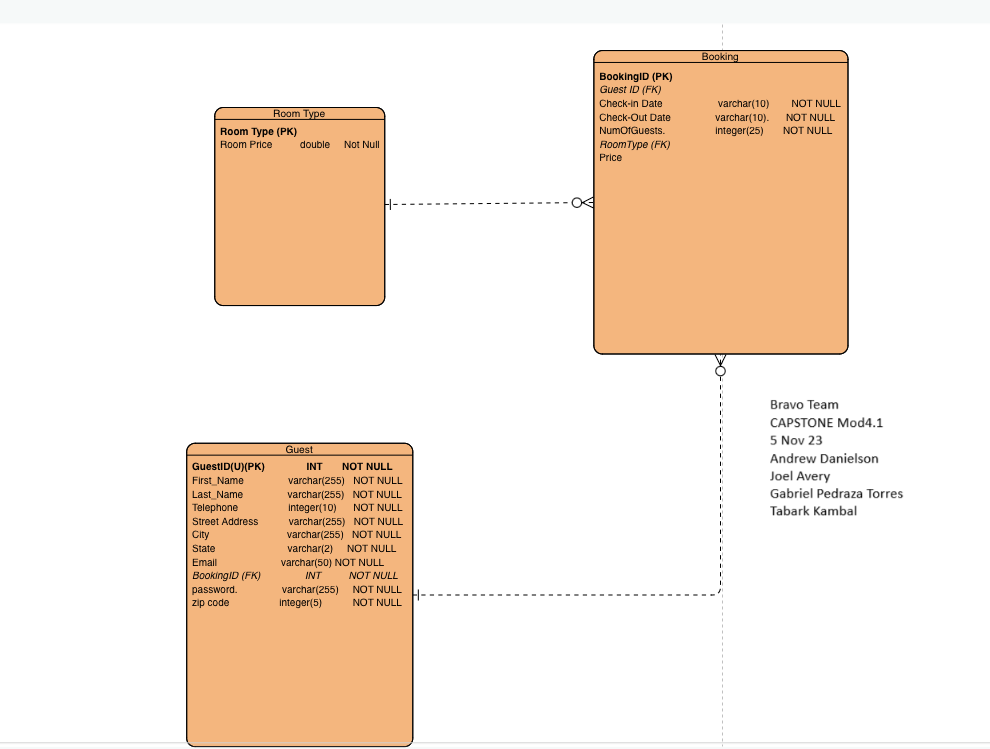 Booking
BookingID (PK)
Guest ID (FK)
Check-in Date varchar(10) NOT NULL
Check-Out Date varchar(10). NOT NULL
NumOfGuests. integer(25) NOT NULL
RoomType (FK)
Price
Room Type
Room Type (PK)
Room Price double Not Null
Bravo Team
CAPSTONE Mod4.1
5 Nov 23
Andrew Danielson
Joel Avery
Gabriel Pedraza Torres
Tabark Kambal
Guest
GuestID(U)(PK) INT NOT NULL
First_Name varchar(255) NOT NULL
Last_Name varchar(255) NOT NULL
Telephone integer(10) NOT NULL
Street Address varchar(255) NOT NULL
City varchar(255) NOT NULL
State varchar(2) NOT NULL
Email varchar(50) NOT NULL
BookingID (FK) INT NOT NULL
password. varchar(255) NOT NULL
zip code integer(5) NOT NULL